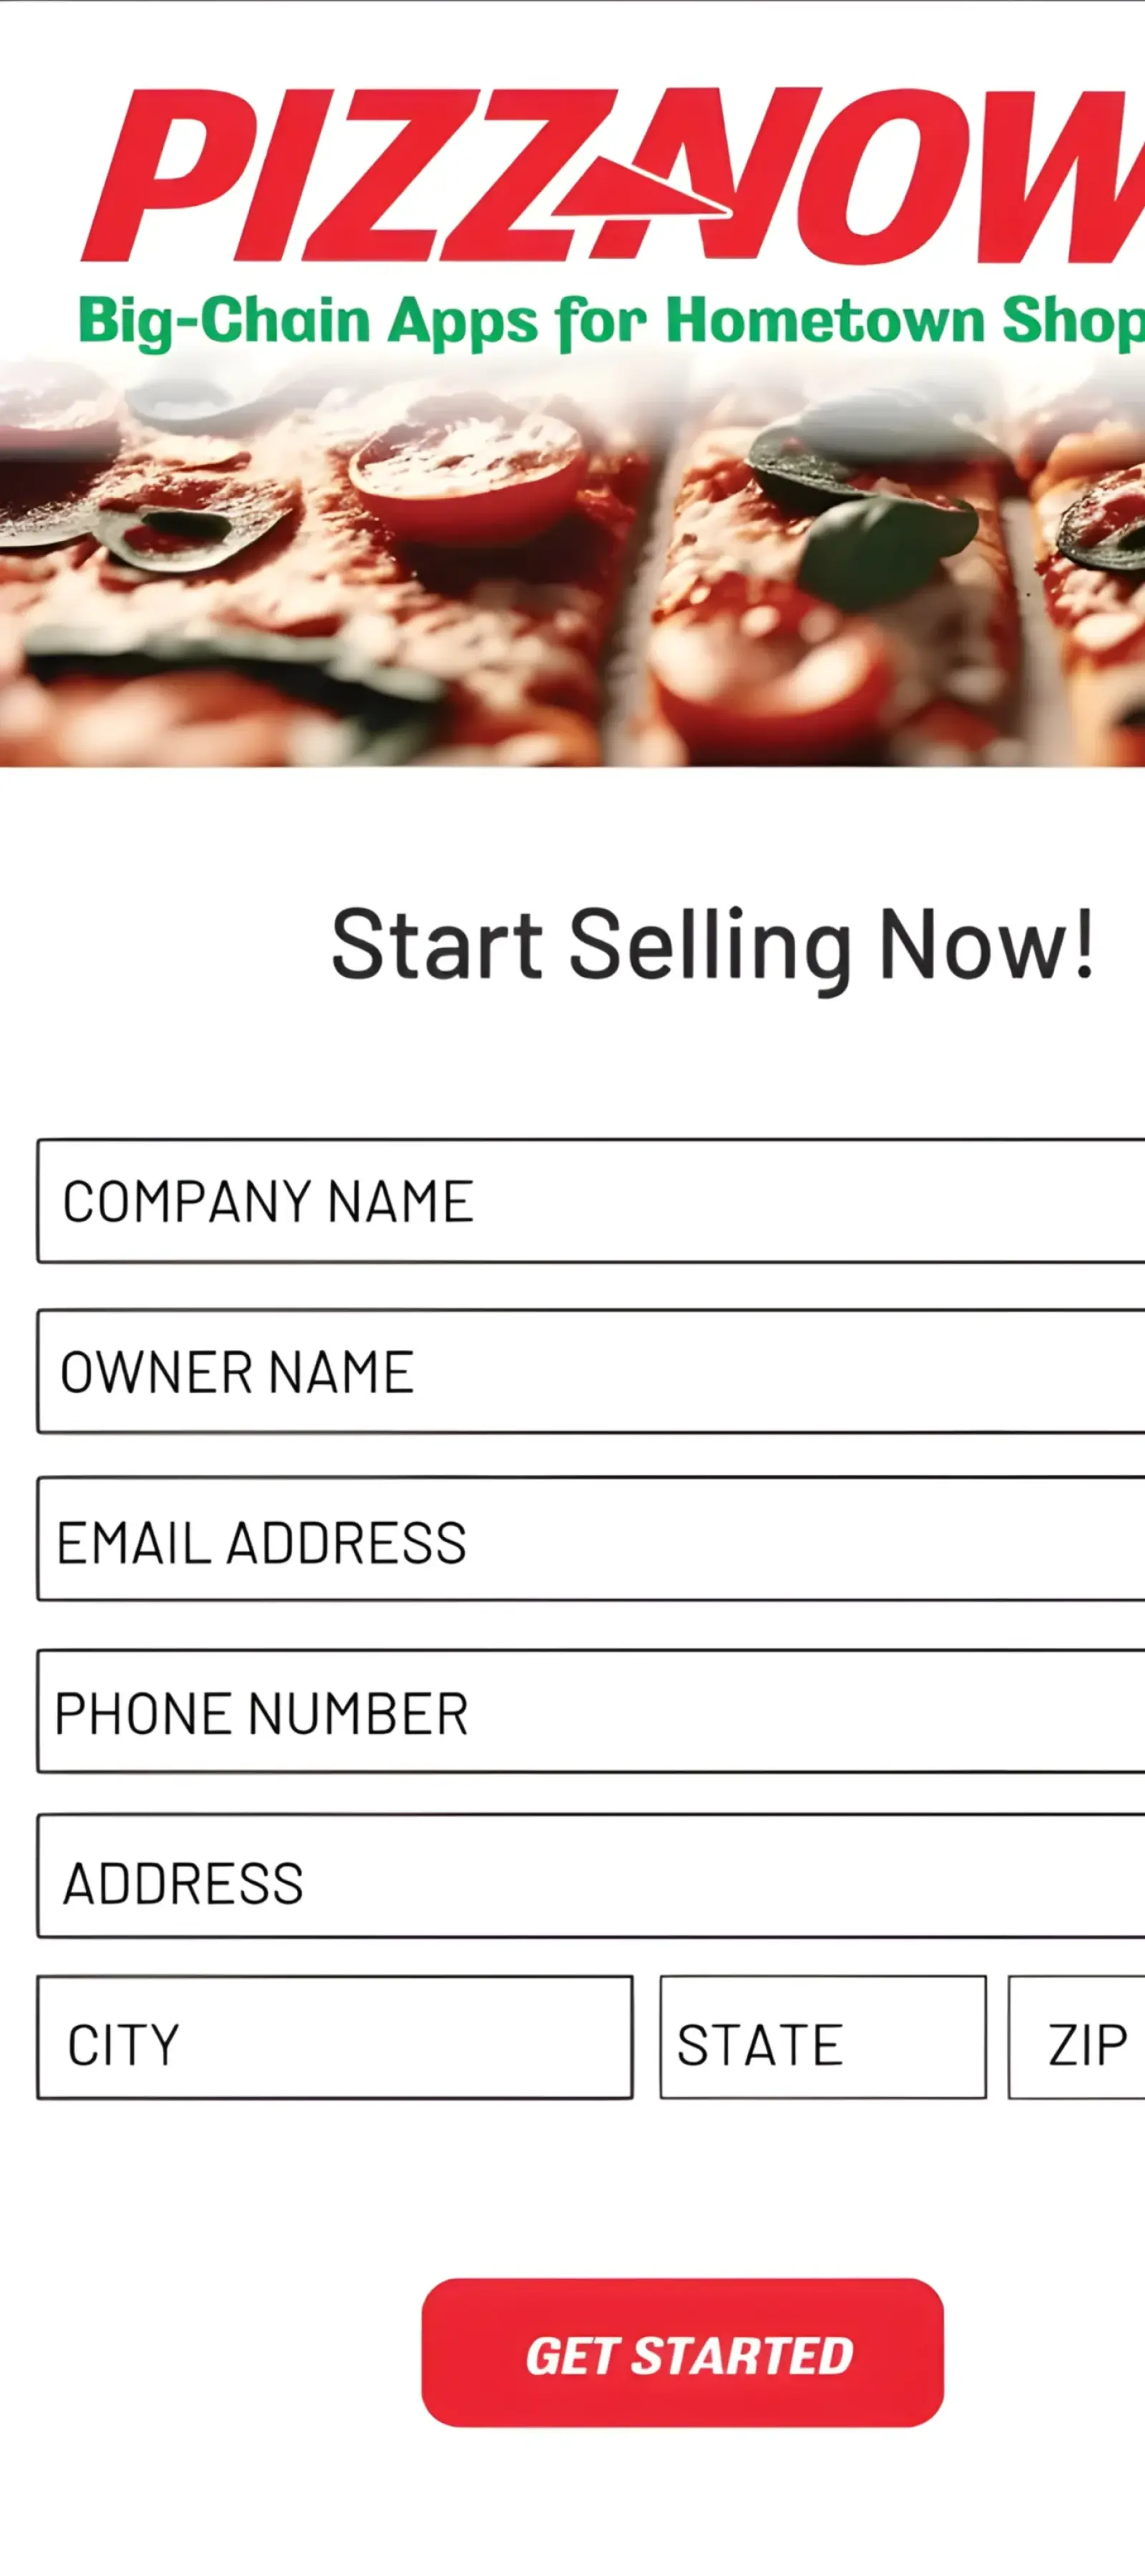 PIZZNOW
Big-Chain Apps for Hometown Shop
Start Selling Now!
COMPANY NAME
OWNER NAME
EMAIL ADDRESS
PHONE NUMBER
ADDRESS
CITY STATE ZIP
GET STARTED